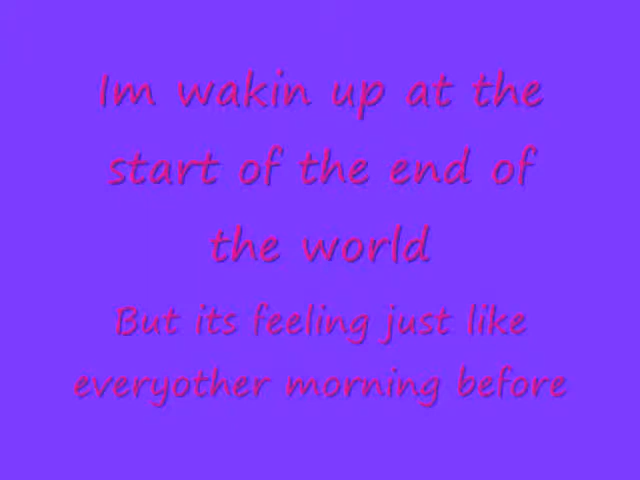 Im wakin up at the
start of the end of
the world
But its feeling just like
everyother morning before